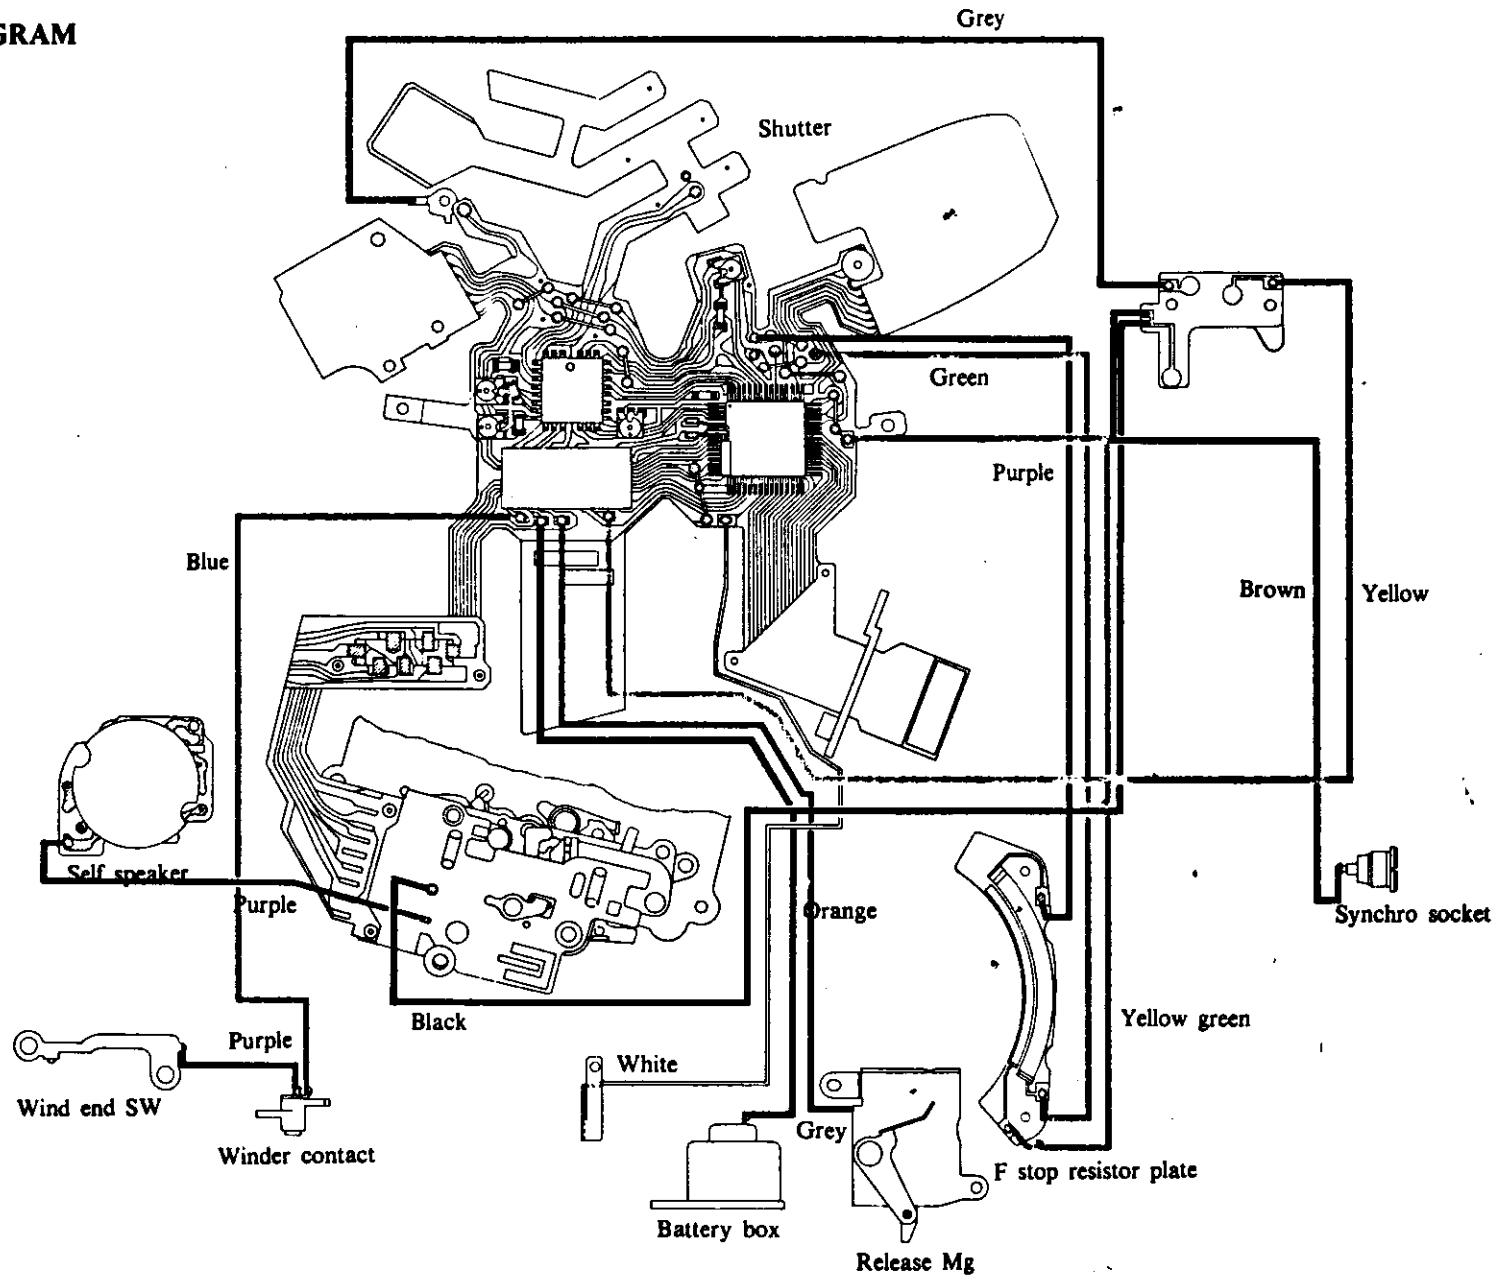 GRAM
Grey
Shutter
Green
Purple
Blue
Brown
Yellow
Self speaker
Purple
Orange
Synchro socket
Black
Yellow green
Purple
White
Wind end SW
Grey
Winder contact
F stop resistor plate
Battery box
Release Mg